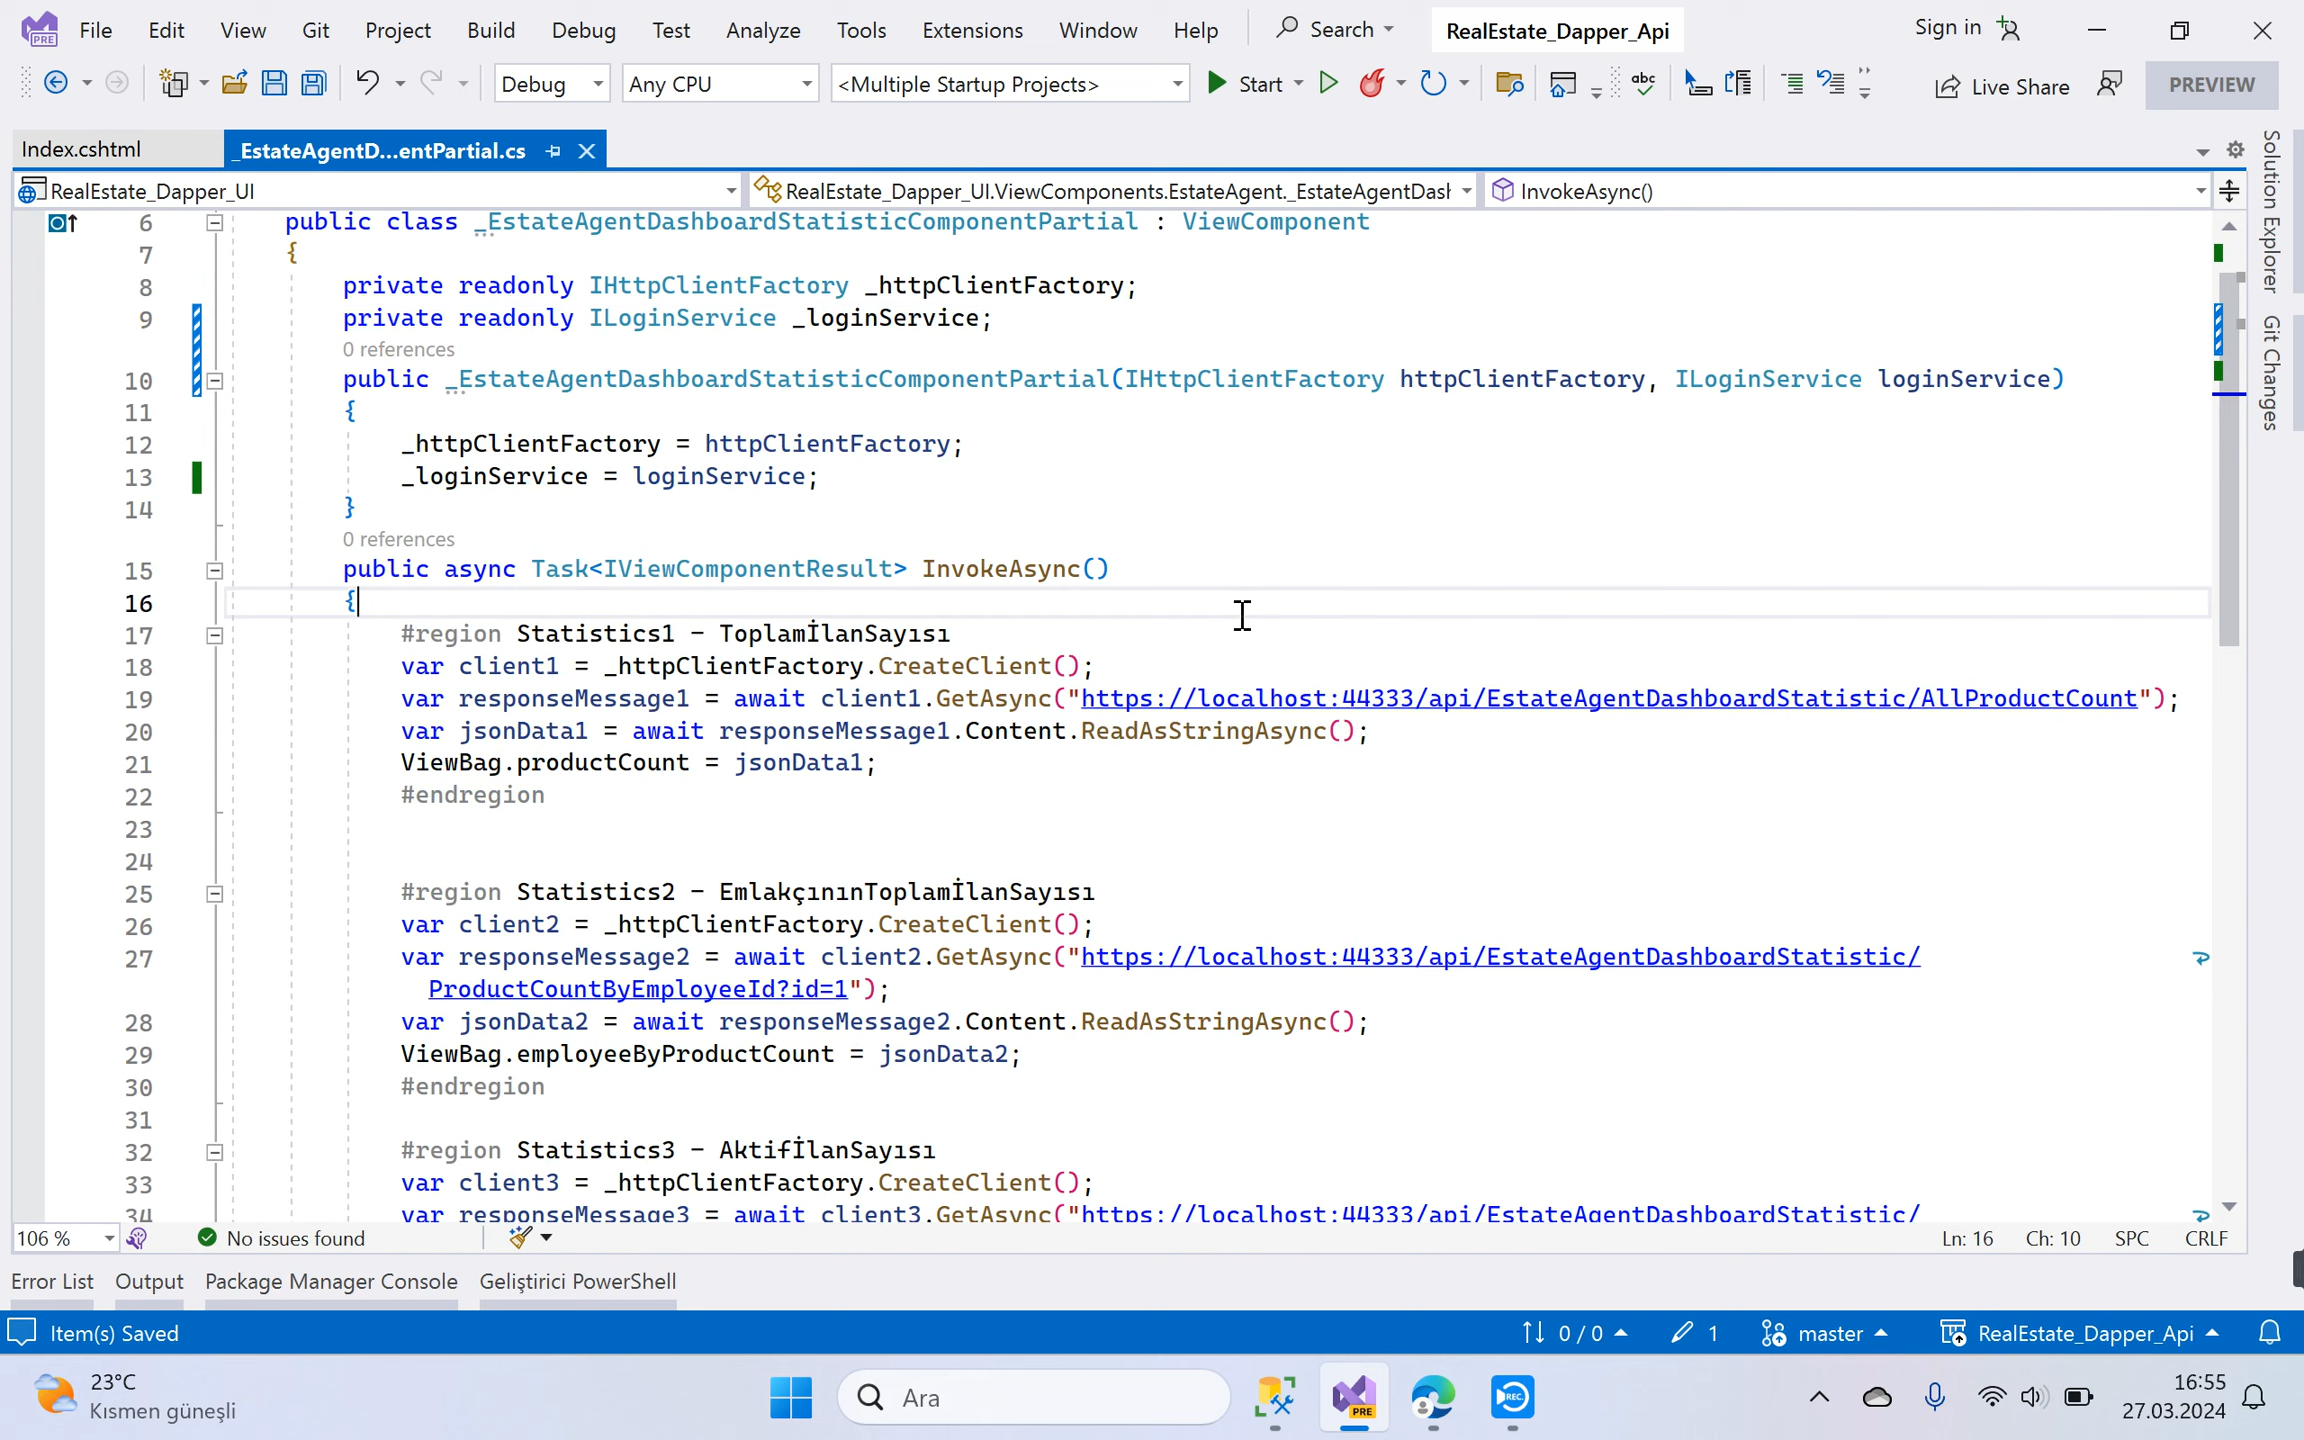 File Edit View Git Project Build Debug Test Analyze Tools Extensions Window Help Search RealEstate_Dapper_Api Sign in
PRE
Debug Any CPU <Multiple Startup Projects> Start abc Live Share PREVIEW
Index.cshtml _EstateAgentD...entPartial.cs
RealEstate_Dapper_UI RealEstate_Dapper_UI.ViewComponents.EstateAgent._EstateAgentDash InvokeAsync()
Solution Explorer
Git Changes
6 public class _EstateAgentDashboardStatisticComponentPartial : ViewComponent
7 {
8 private readonly IHttpClientFactory _httpClientFactory;
9 private readonly ILoginService _loginService;
0 references
10 public _EstateAgentDashboardStatisticComponentPartial(IHttpClientFactory httpClientFactory, ILoginService loginService)
11 {
12 _httpClientFactory = httpClientFactory;
13 _loginService = loginService;
14 }
0 references
15 public async Task<IViewComponentResult> InvokeAsync()
16 {
17 #region Statistics1 - ToplamİlanSayısı
18 var client1 = _httpClientFactory.CreateClient();
19 var responseMessage1 = await client1.GetAsync("https://localhost:44333/api/EstateAgentDashboardStatistic/AllProductCount");
20 var jsonData1 = await responseMessage1.Content.ReadAsStringAsync();
21 ViewBag.productCount = jsonData1;
22 #endregion
23
24
25 #region Statistics2 - EmlakçınınToplamİlanSayısı
26 var client2 = _httpClientFactory.CreateClient();
27 var responseMessage2 = await client2.GetAsync("https://localhost:44333/api/EstateAgentDashboardStatistic/
ProductCountByEmployeeId?id=1");
28 var jsonData2 = await responseMessage2.Content.ReadAsStringAsync();
29 ViewBag.employeeByProductCount = jsonData2;
30 #endregion
31
32 #region Statistics3 - AktifİlanSayısı
33 var client3 = _httpClientFactory.CreateClient();
34 var responseMessage3 = await client3.GetAsync("https://localhost:44333/api/EstateAgentDashboardStatistic/
106 % No issues found Ln: 16 Ch: 10 SPC CRLF
Error List Output Package Manager Console Geliştirici PowerShell
Item(s) Saved 0 / 0 1 master RealEstate_Dapper_Api
23°C
Kısmen güneşli
Ara
PRE
REC
16:55
27.03.2024